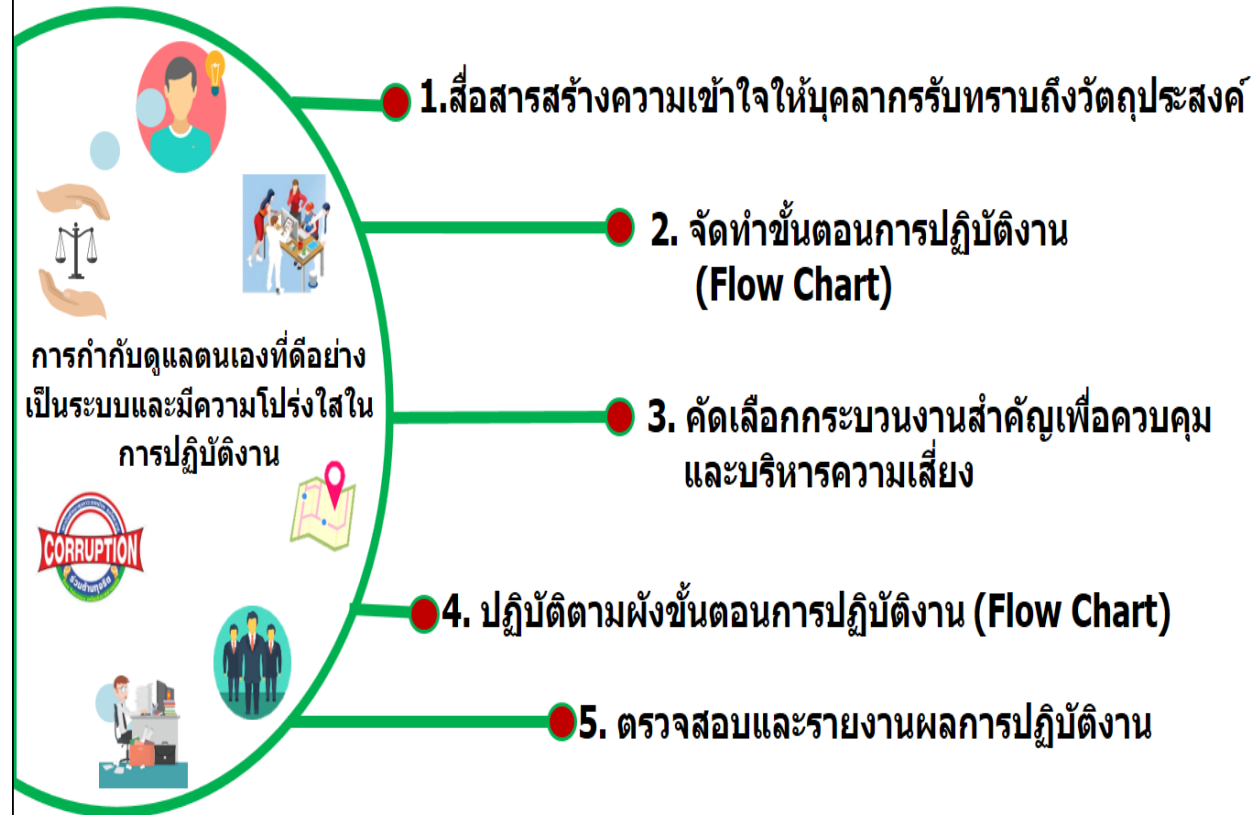 1.สื่อสารสร้างความเข้าใจให้บุคลากรรับทราบถึงวัตถุประสงค์
2. จัดทำขั้นตอนการปฏิบัติงาน
(Flow Chart)
การกำกับดูแลตนเองที่ดีอย่าง
เป็นระบบและมีความโปร่งใสใน
การปฏิบัติงาน
3. คัดเลือกกระบวนงานสำคัญเพื่อควบคุม
และบริหารความเสี่ยง
CORRUPTION
ร่วมต้านทุจริต
4. ปฏิบัติตามผังขั้นตอนการปฏิบัติงาน (Flow Chart)
5. ตรวจสอบและรายงานผลการปฏิบัติงาน